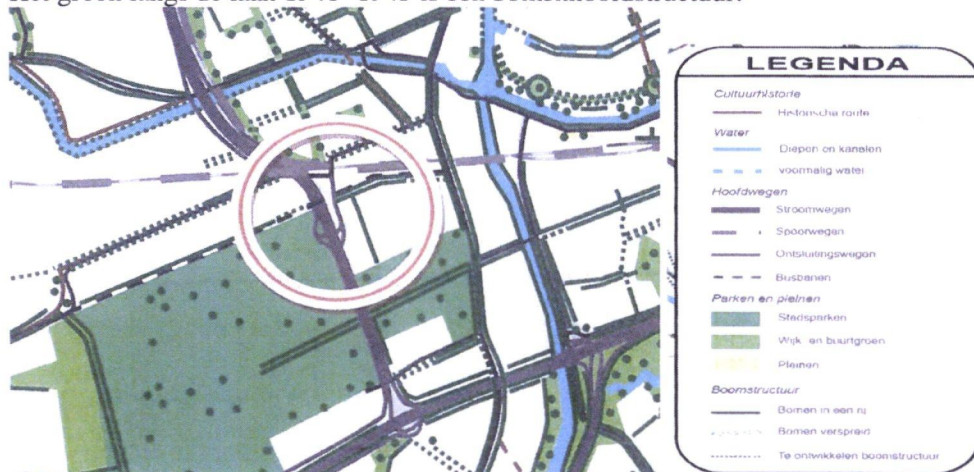 LEGENDA
Cultuurhistorie
Historische route
Water
Diepen en kanalen
voormalig water
Hoofdwegen
Stroomwegen
Spoorwegen
Ontsluitingswegen
Busbanen
Parken en pleinen
Stadsparken
Wijk- en buurtgroen
Pleinen
Boomstructuur
Bomen in een rij
Bomen verspreid
Te ontwikkelen boomstructuur